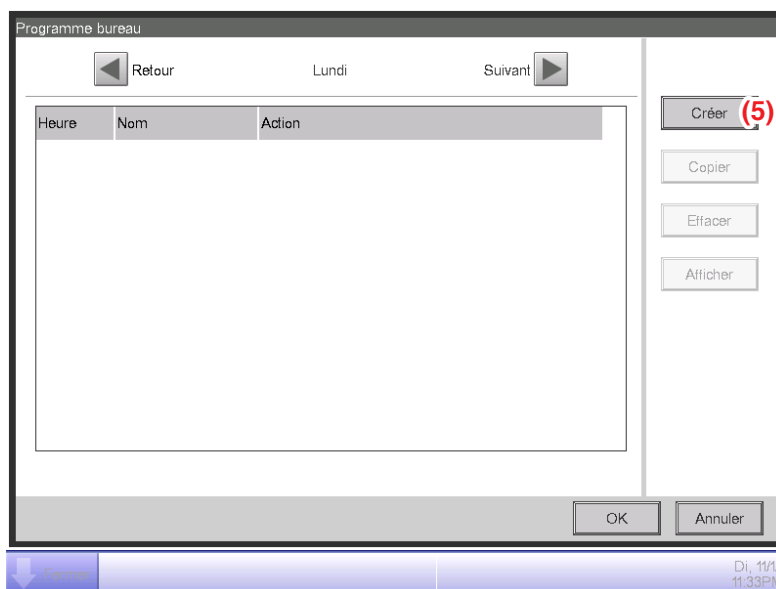 Programme bureau
Retour Lundi Suivant
Heure Nom Action
Créer (5)
Copier
Effacer
Afficher
OK Annuler
Di, 11/1
11:33PM